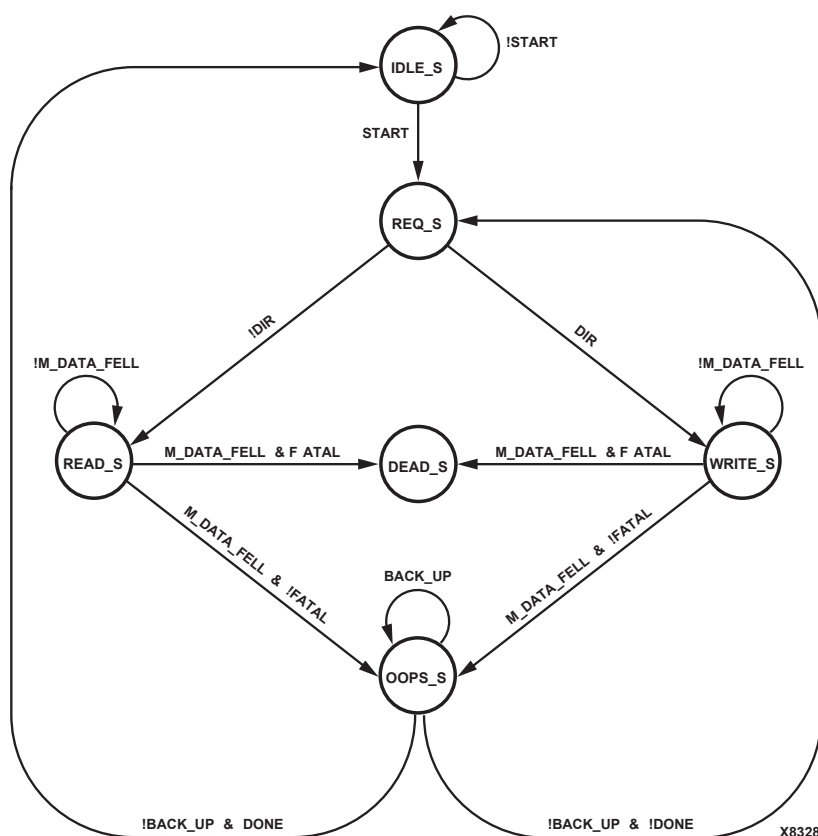 !START
IDLE_S
START
REQ_S
!DIR
DIR
!M_DATA_FELL
!M_DATA_FELL
READ_S
M_DATA_FELL & F ATAL
DEAD_S
M_DATA_FELL & F ATAL
WRITE_S
M_DATA_FELL & !FATAL
M_DATA_FELL & !FATAL
BACK_UP
OOPS_S
!BACK_UP & DONE
!BACK_UP & !DONE
X8328